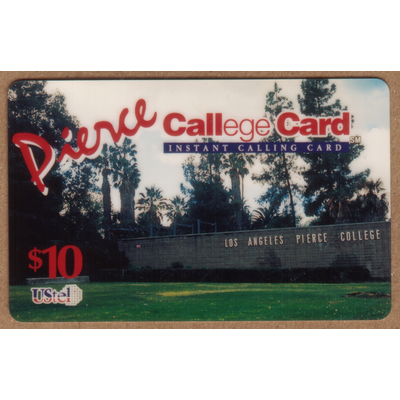 Pierce
Callege Card SM
INSTANT CALLING CARD
LOS ANGELES PIERCE COLLEGE
$10
UStel